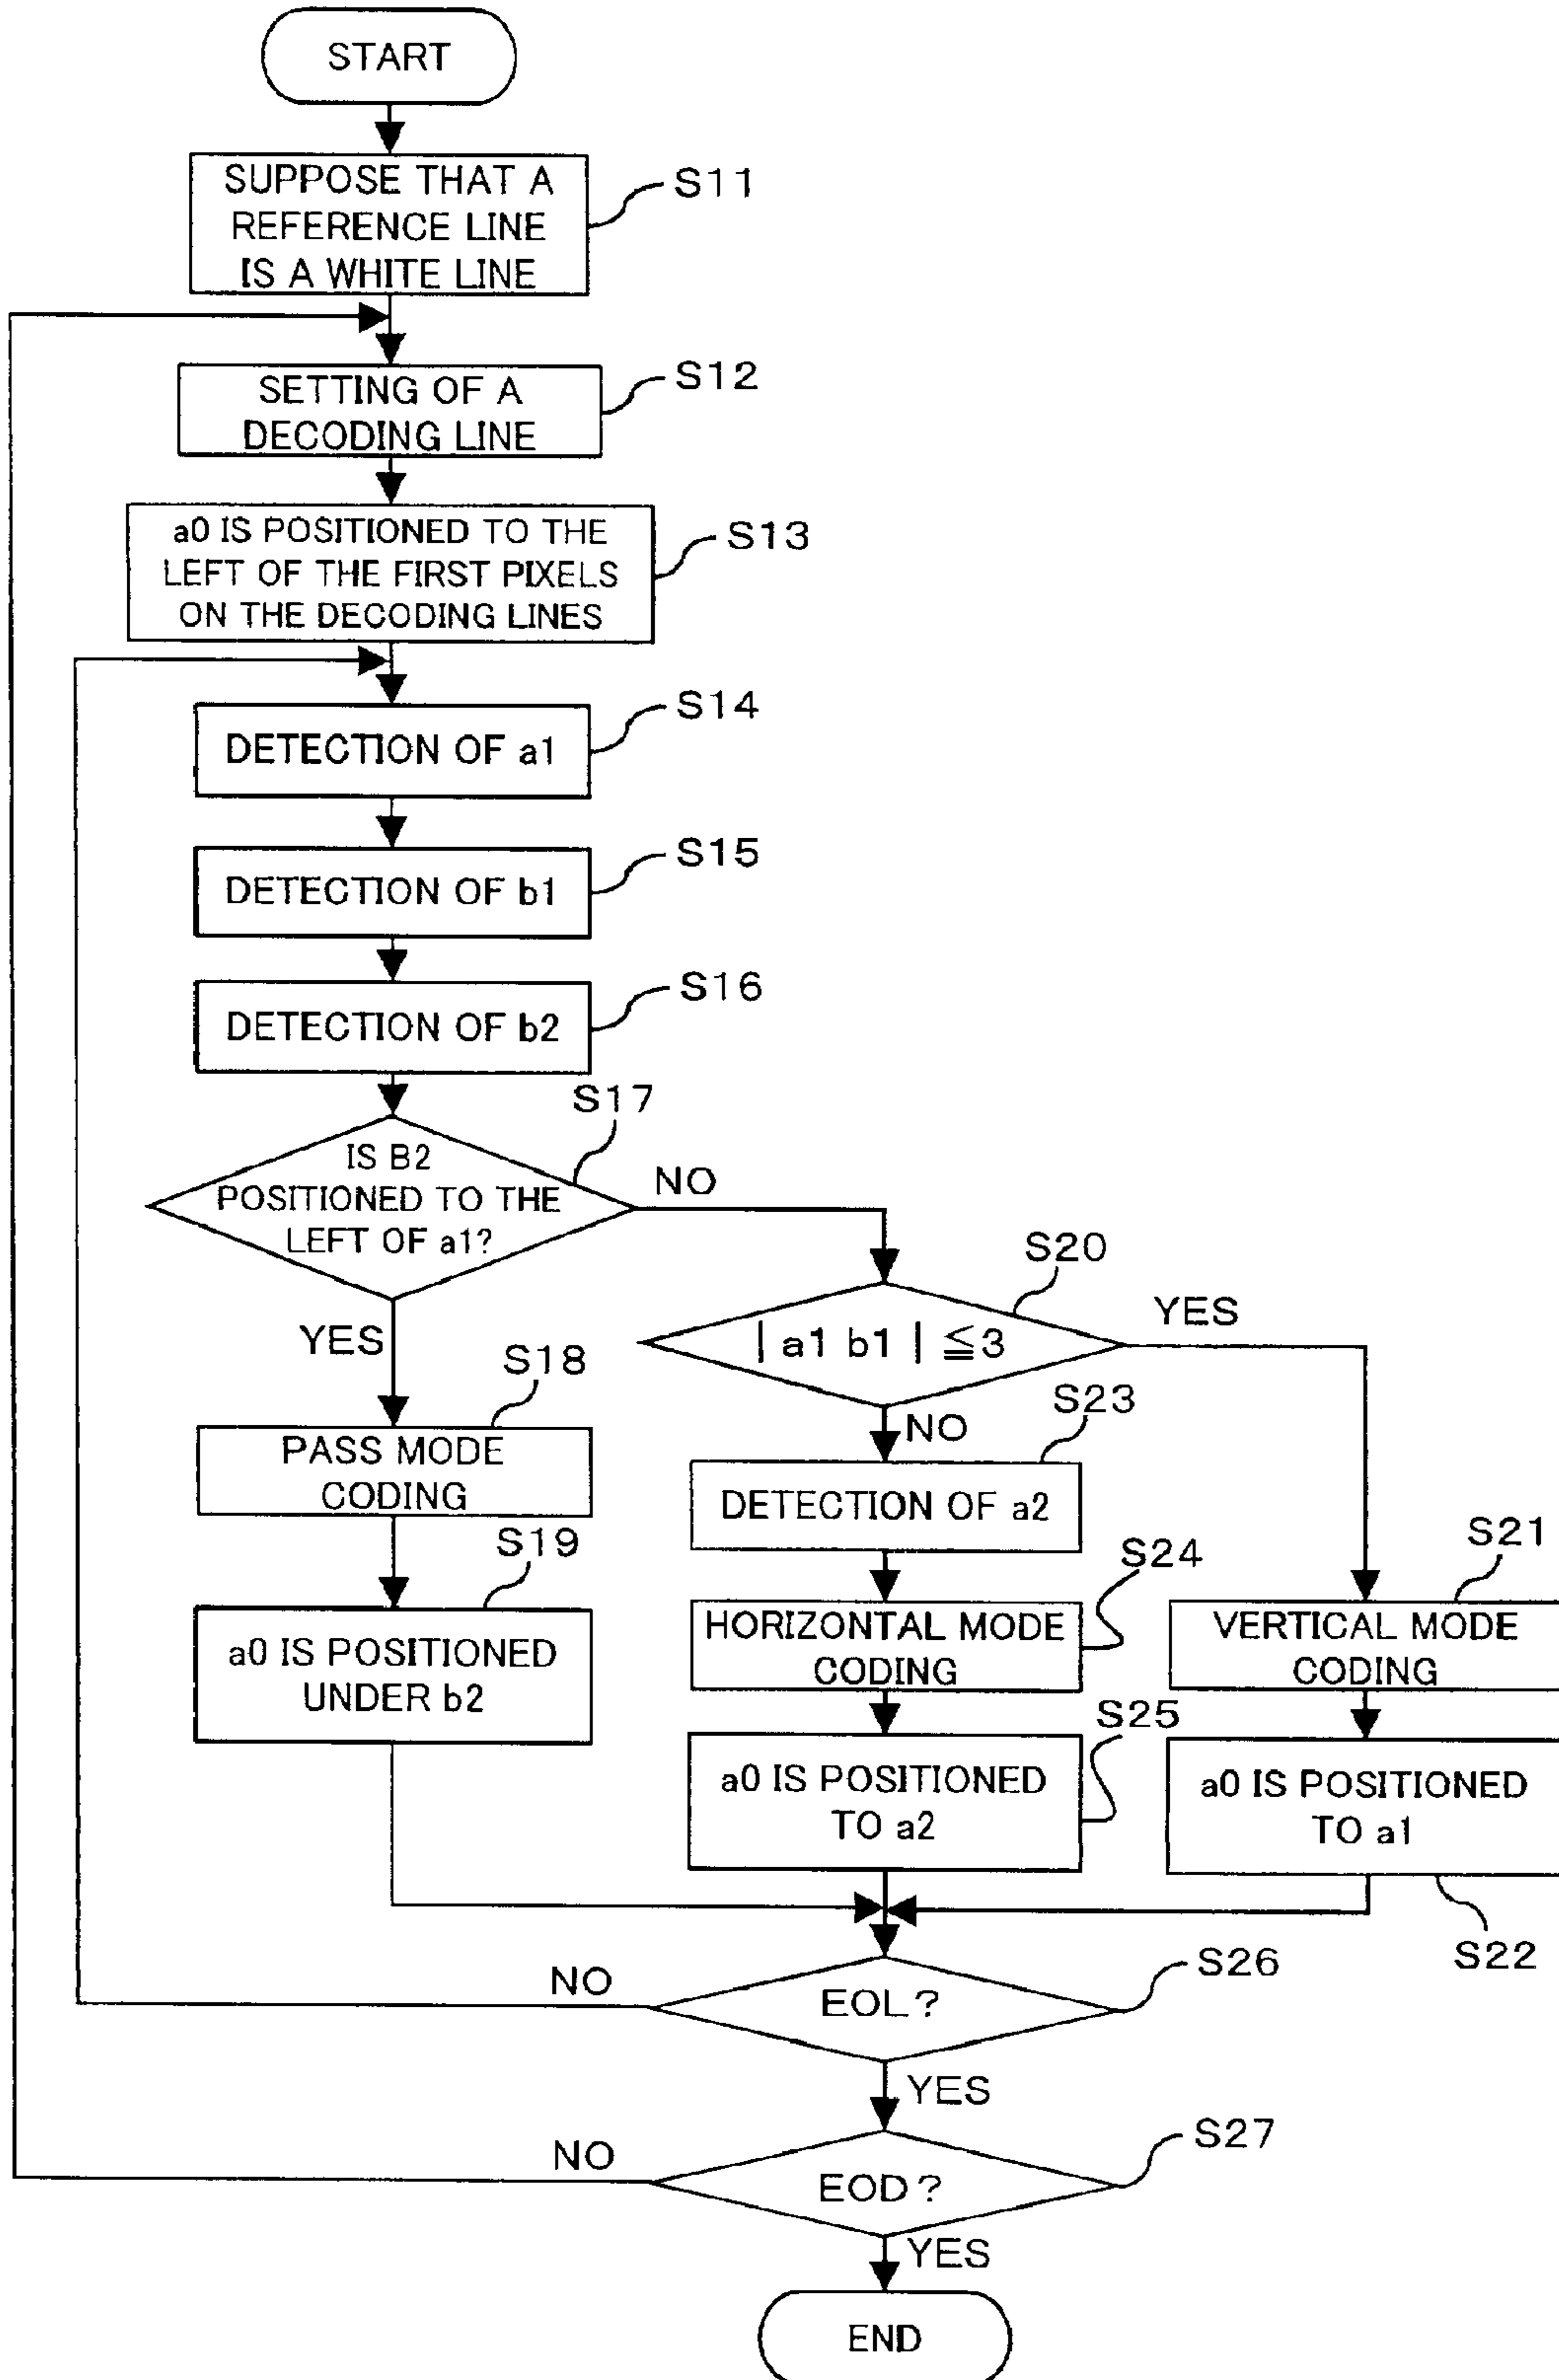 START
SUPPOSE THAT A
REFERENCE LINE
IS A WHITE LINE
S11
SETTING OF A
DECODING LINE
S12
a0 IS POSITIONED TO THE
LEFT OF THE FIRST PIXELS
ON THE DECODING LINES
S13
DETECTION OF a1
S14
DETECTION OF b1
S15
DETECTION OF b2
S16
IS B2
POSITIONED TO THE
LEFT OF a1?
S17
NO
YES
| a1 b1 | ≦3
S20
YES
NO
PASS MODE
CODING
S18
DETECTION OF a2
S23
a0 IS POSITIONED
UNDER b2
S19
HORIZONTAL MODE
CODING
S24
VERTICAL MODE
CODING
S21
a0 IS POSITIONED
TO a2
S25
a0 IS POSITIONED
TO a1
S22
EOL?
S26
NO
YES
EOD?
S27
NO
YES
END